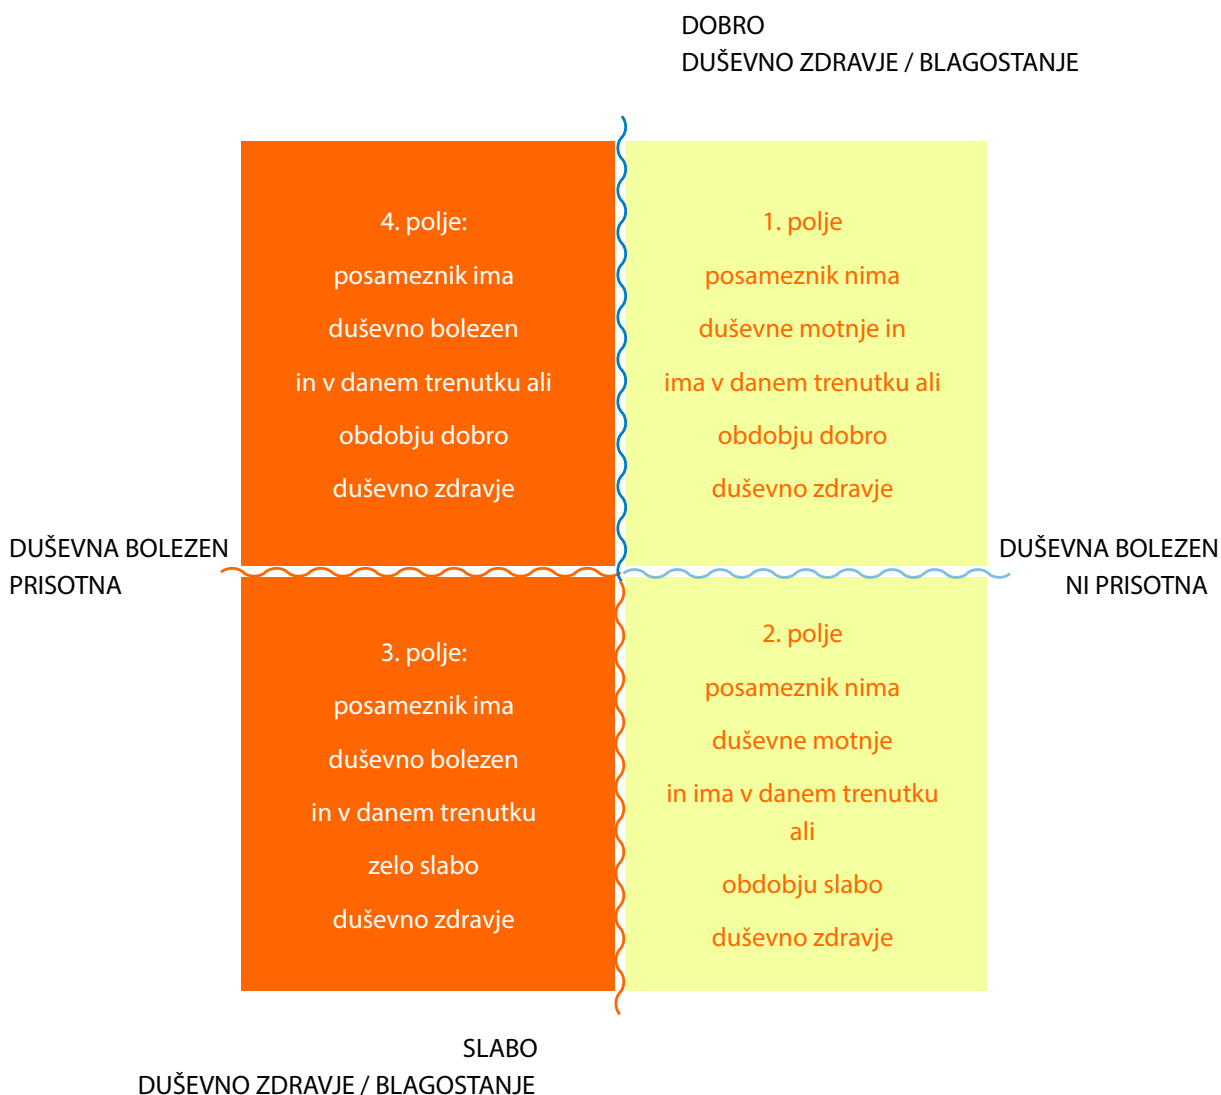 DOBRO
DUŠEVNO ZDRAVJE / BLAGOSTANJE
4. polje:
posameznik ima
duševno bolezen
in v danem trenutku ali
obdobju dobro
duševno zdravje
1. polje
posameznik nima
duševne motnje in
ima v danem trenutku ali
obdobju dobro
duševno zdravje
DUŠEVNA BOLEZEN
PRISOTNA
DUŠEVNA BOLEZEN
NI PRISOTNA
3. polje:
posameznik ima
duševno bolezen
in v danem trenutku
zelo slabo
duševno zdravje
2. polje
posameznik nima
duševne motnje
in ima v danem trenutku
ali
obdobju slabo
duševno zdravje
SLABO
DUŠEVNO ZDRAVJE / BLAGOSTANJE